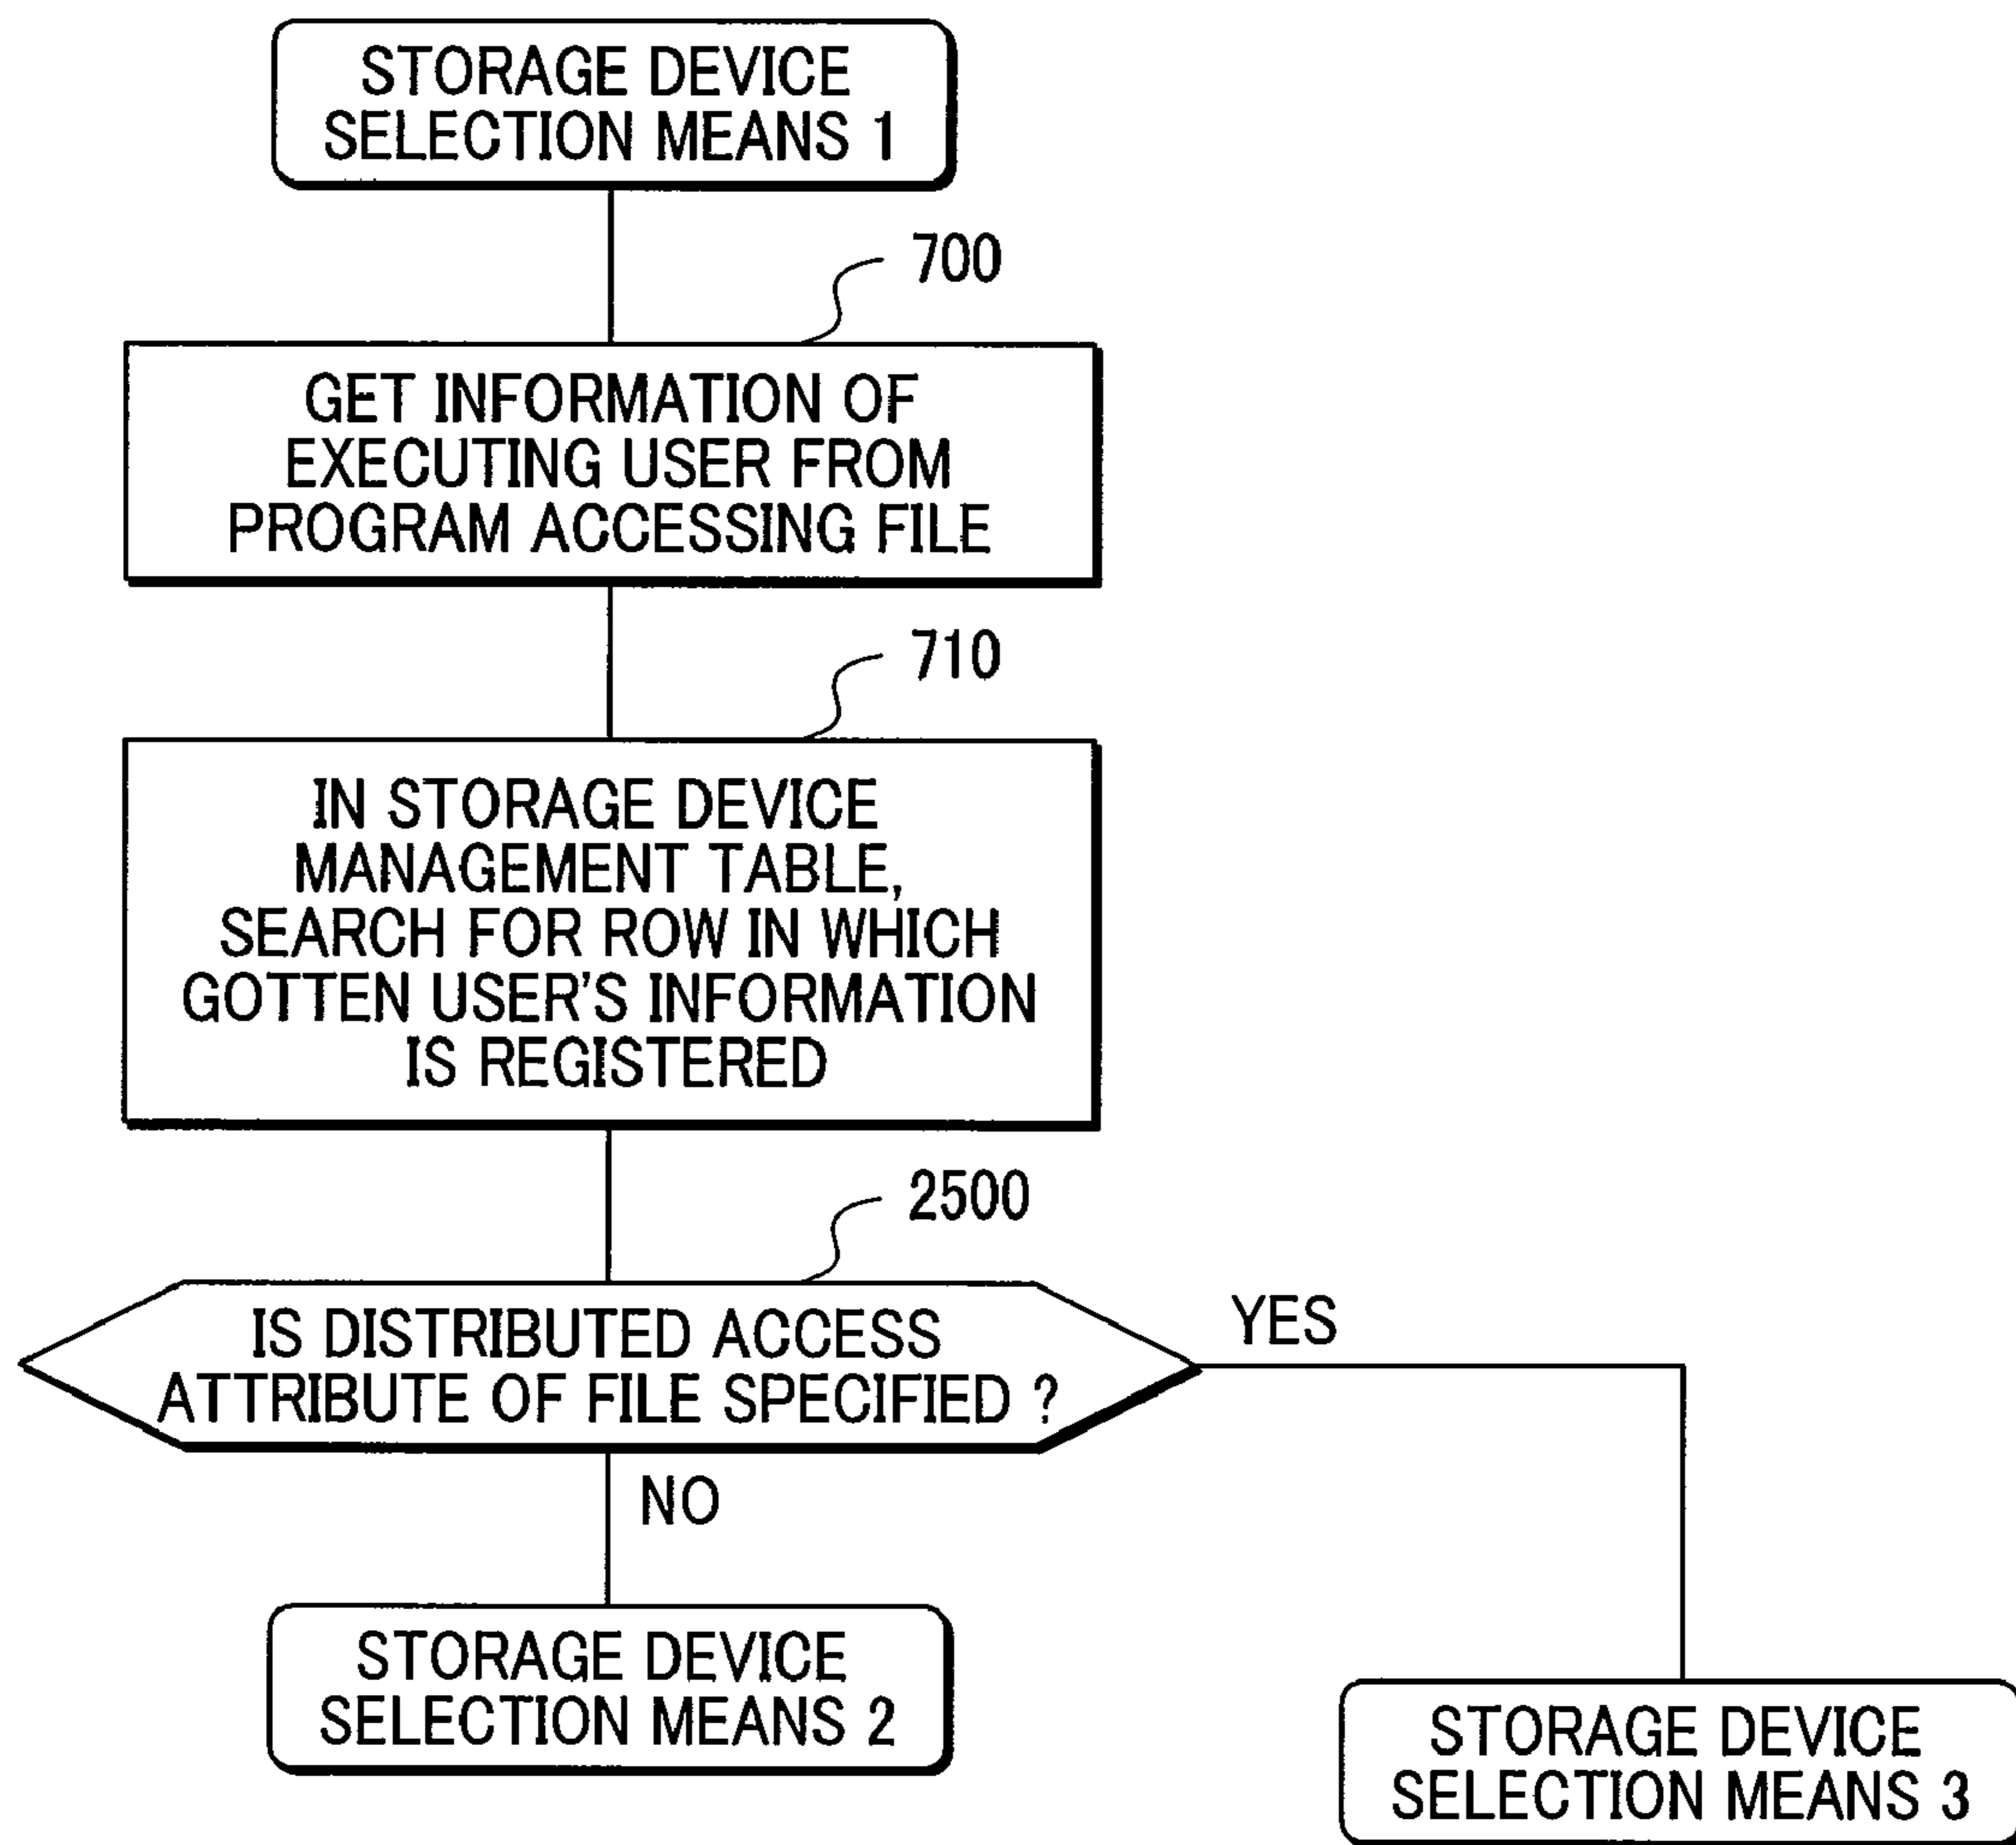 STORAGE DEVICE
SELECTION MEANS 1
700
GET INFORMATION OF
EXECUTING USER FROM
PROGRAM ACCESSING FILE
710
IN STORAGE DEVICE
MANAGEMENT TABLE,
SEARCH FOR ROW IN WHICH
GOTTEN USER'S INFORMATION
IS REGISTERED
2500
IS DISTRIBUTED ACCESS
ATTRIBUTE OF FILE SPECIFIED ?
YES
NO
STORAGE DEVICE
SELECTION MEANS 2
STORAGE DEVICE
SELECTION MEANS 3